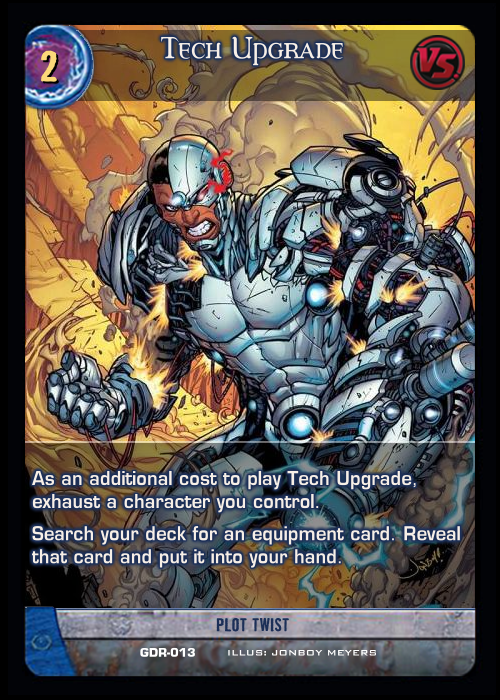 2
Tech Upgrade
VS
As an additional cost to play Tech Upgrade,
exhaust a character you control.
Search your deck for an equipment card. Reveal
that card and put it into your hand.
PLOT TWIST
GDR-013 ILLUS: JONBOY MEYERS